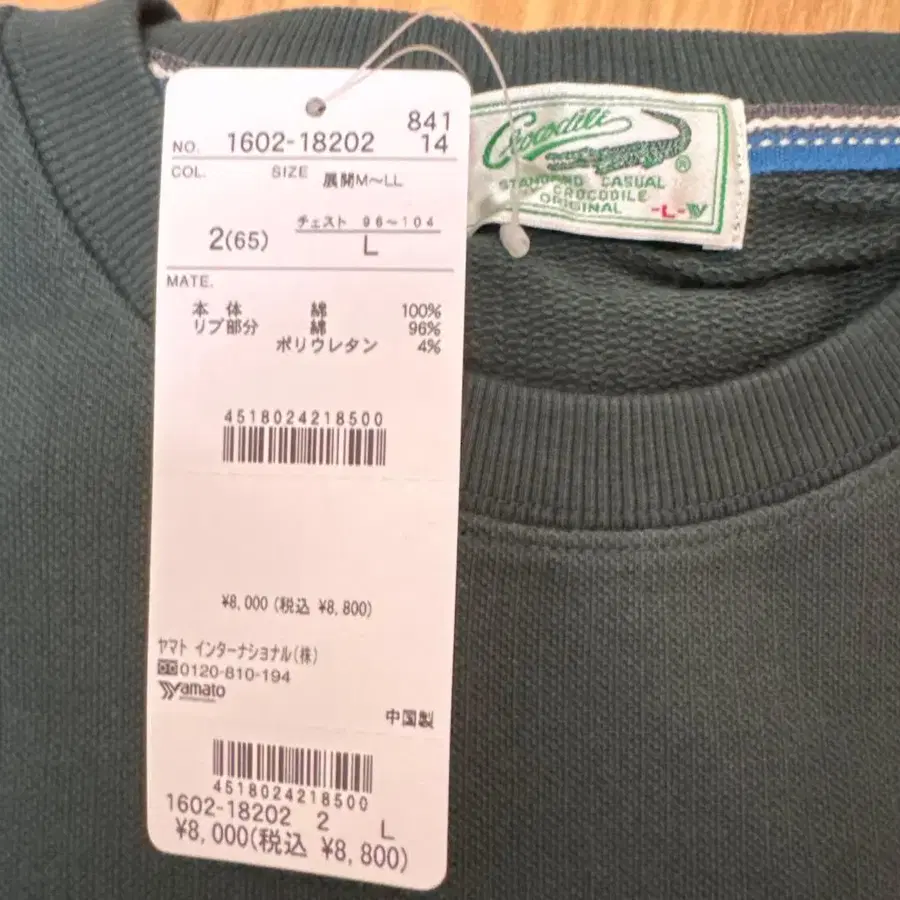 841
NO. 1602-18202 14
COL. SIZE 展開M～LL
チェスト 96～104
2(65) L
MATE.
本体 綿 100%
リブ部分 綿 96%
ポリウレタン 4%
4518024218500
¥8,000(税込 ¥8,800)
ヤマト インターナショナル(株)
0120-810-194
Yamato
中国製
4518024218500
1602-18202 2 L
¥8,000(税込 ¥8,800)
Crocodile
®
STANDARD CASUAL
CROCODILE
ORIGINAL -L-